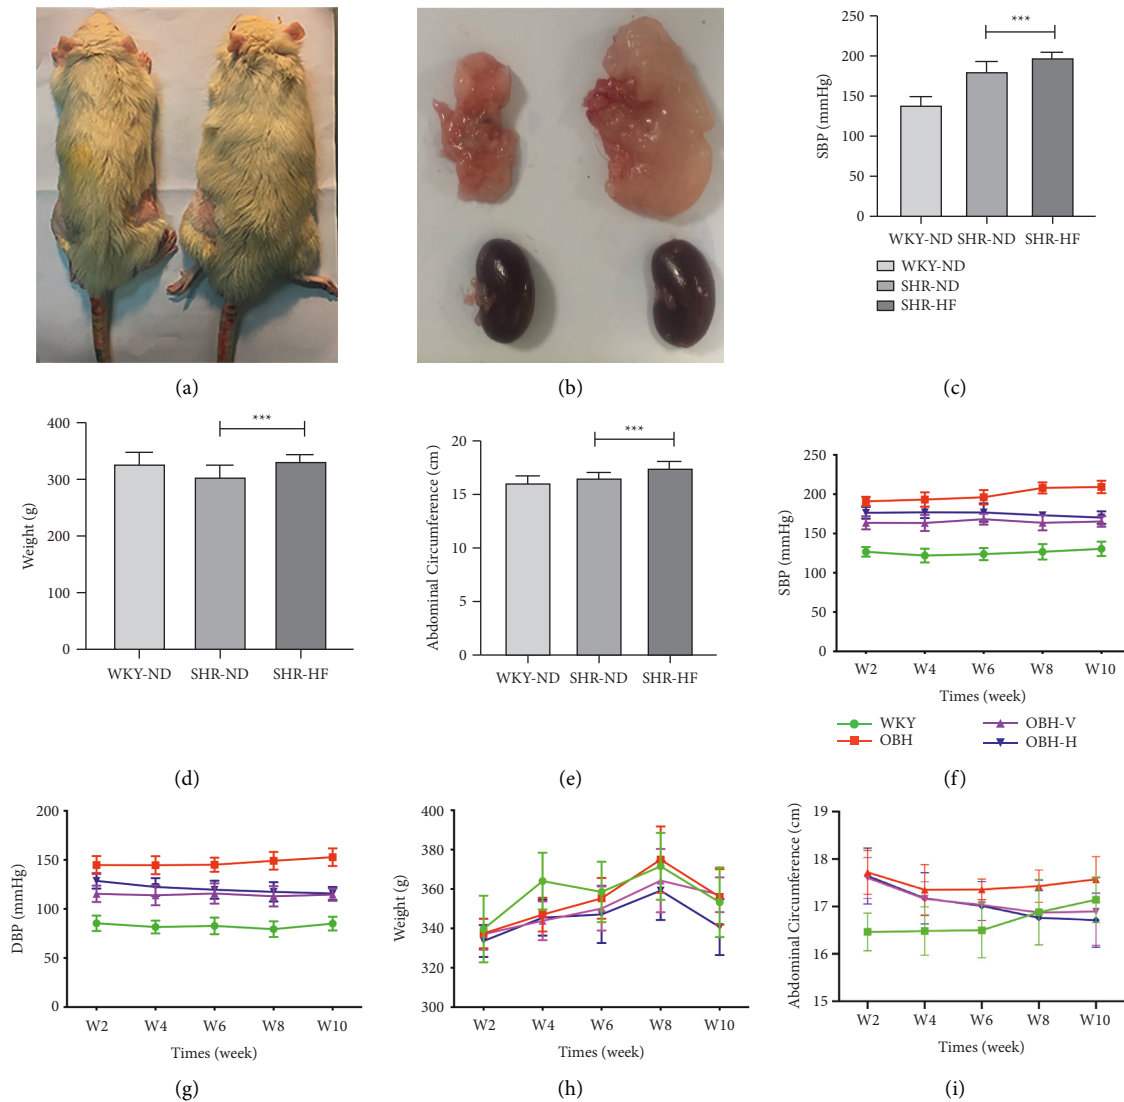 (a)
(b)
SBP (mmHg)
250
200
150
100
50
0
***
WKY-ND SHR-ND SHR-HF
WKY-ND
SHR-ND
SHR-HF
(c)
Weight (g)
400
300
200
100
0
***
WKY-ND SHR-ND SHR-HF
(d)
Abdominal Circumference (cm)
20
15
10
5
0
***
WKY-ND SHR-ND SHR-HF
(e)
SBP (mmHg)
250
200
150
100
50
0
W2 W4 W6 W8 W10
Times (week)
WKY OBH-V
OBH OBH-H
(f)
DBP (mmHg)
200
150
100
50
0
W2 W4 W6 W8 W10
Times (week)
(g)
Weight (g)
400
380
360
340
320
300
W2 W4 W6 W8 W10
Times (week)
(h)
Abdominal Circumference (cm)
19
18
17
16
15
W2 W4 W6 W8 W10
Times (week)
(i)